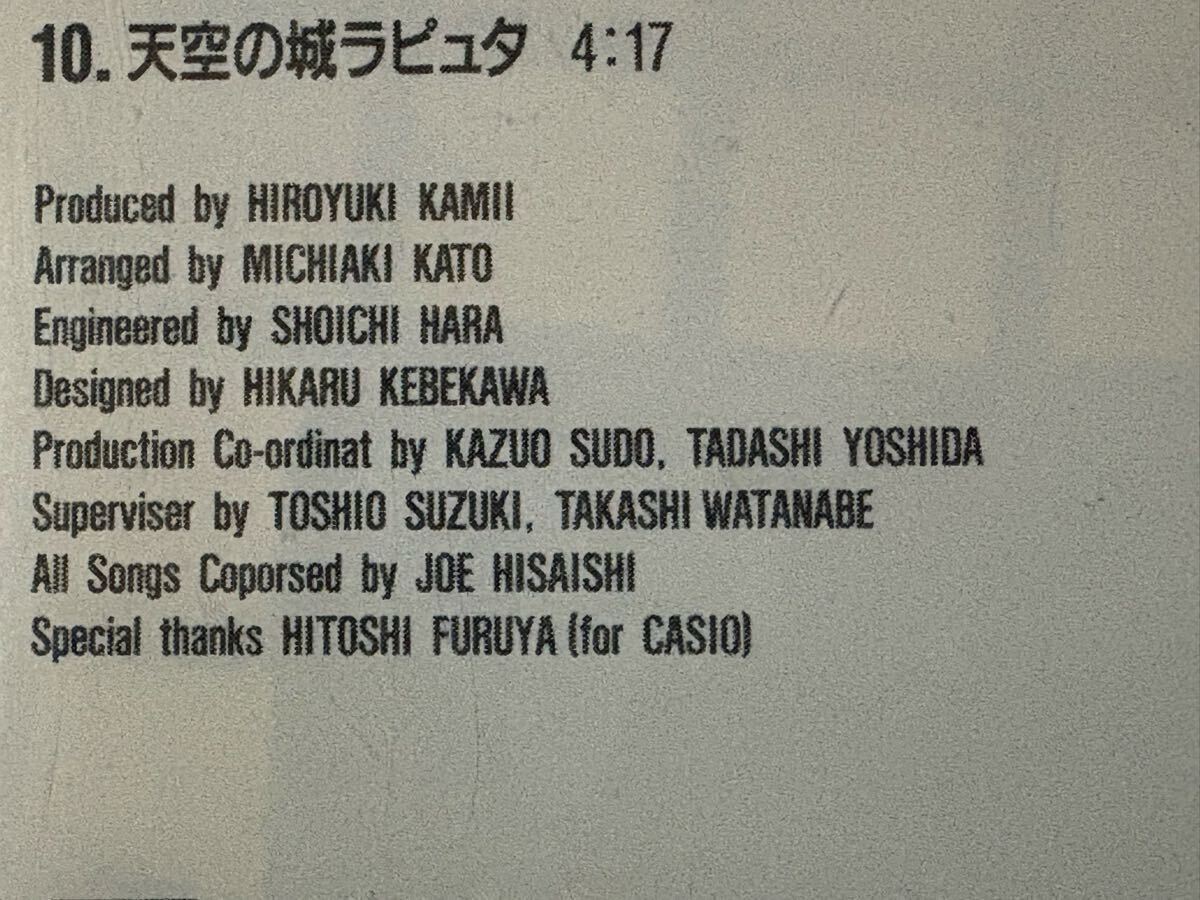 10. 天空の城ラピュタ 4:17
Produced by HIROYUKI KAMII
Arranged by MICHIAKI KATO
Engineered by SHOICHI HARA
Designed by HIKARU KEBEKAWA
Production Co-ordinat by KAZUO SUDO, TADASHI YOSHIDA
Superviser by TOSHIO SUZUKI, TAKASHI WATANABE
All Songs Coporsed by JOE HISAISHI
Special thanks HITOSHI FURUYA (for CASIO)